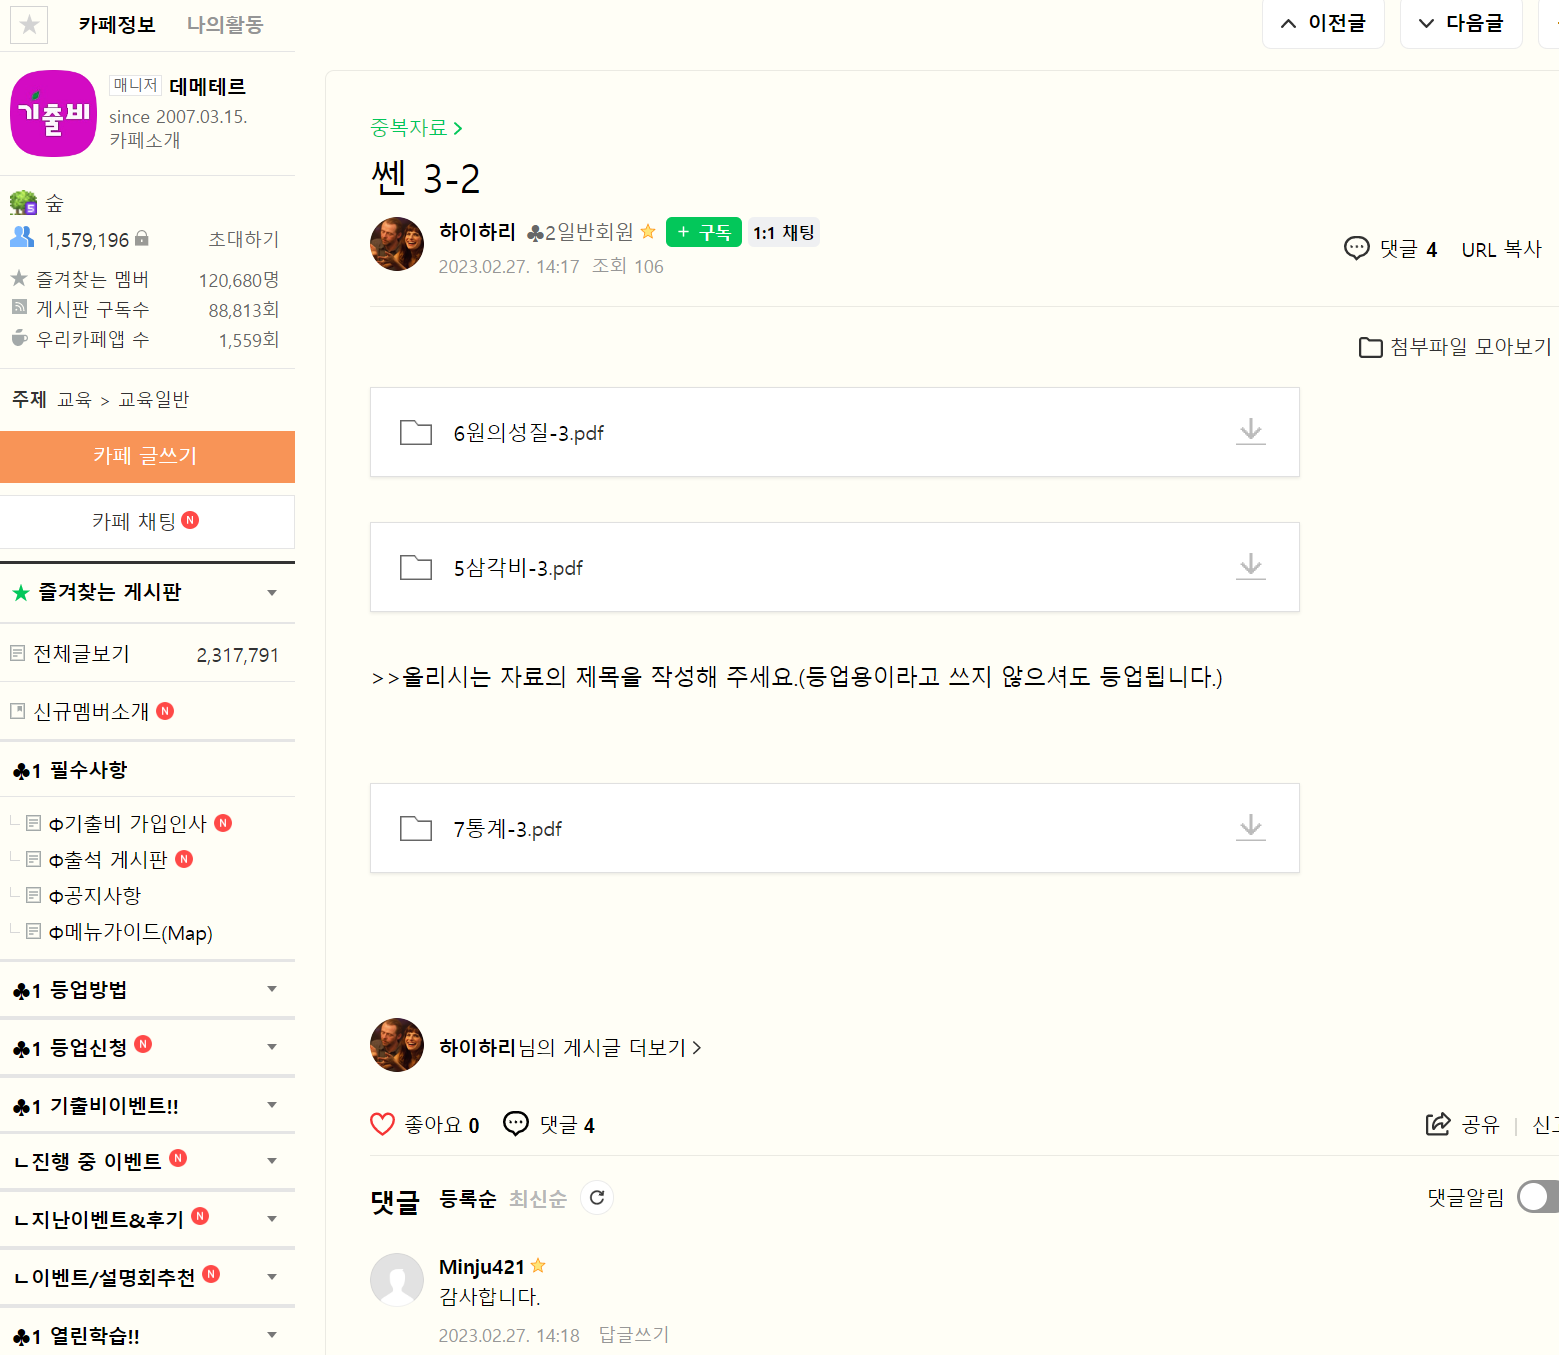 카페정보 나의활동
기출비
매니저 데메테르
since 2007.03.15.
카페소개
5 숲
1,579,196 초대하기
즐겨찾는 멤버 120,680명
게시판 구독수 88,813회
우리카페앱 수 1,559회
주제 교육 > 교육일반
카페 글쓰기
카페 채팅 N
★ 즐겨찾는 게시판
전체글보기 2,317,791
신규멤버소개 N
♣1 필수사항
Φ기출비 가입인사 N
Φ출석 게시판 N
Φ공지사항
Φ메뉴가이드(Map)
♣1 등업방법
♣1 등업신청 N
♣1 기출비이벤트!!
ㄴ진행 중 이벤트 N
ㄴ지난이벤트&후기 N
ㄴ이벤트/설명회추천 N
♣1 열린학습!!
이전글 다음글
중복자료 >
쎈 3-2
하이하리 ♣2일반회원 + 구독 1:1 채팅
2023.02.27. 14:17 조회 106
댓글 4 URL 복사
첨부파일 모아보기
6원의성질-3.pdf
5삼각비-3.pdf
>>올리시는 자료의 제목을 작성해 주세요.(등업용이라고 쓰지 않으셔도 등업됩니다.)
7통계-3.pdf
하이하리님의 게시글 더보기 >
좋아요 0 댓글 4
공유
댓글 등록순 최신순
댓글알림
Minju421
감사합니다.
2023.02.27. 14:18 답글쓰기